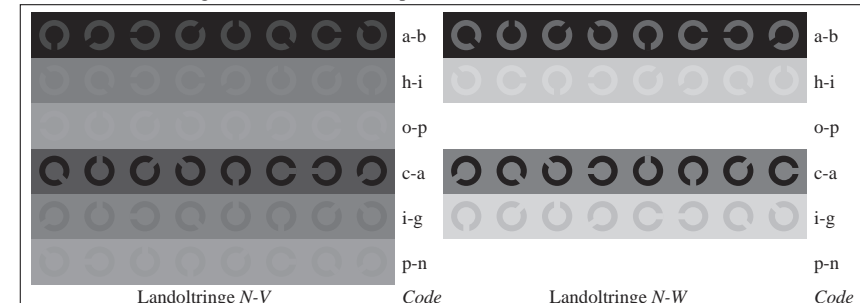 a-b a-b
h-i h-i
o-p o-p
c-a c-a
i-g i-g
p-n p-n
Landoltringe N-V Code Landoltringe N-W Code